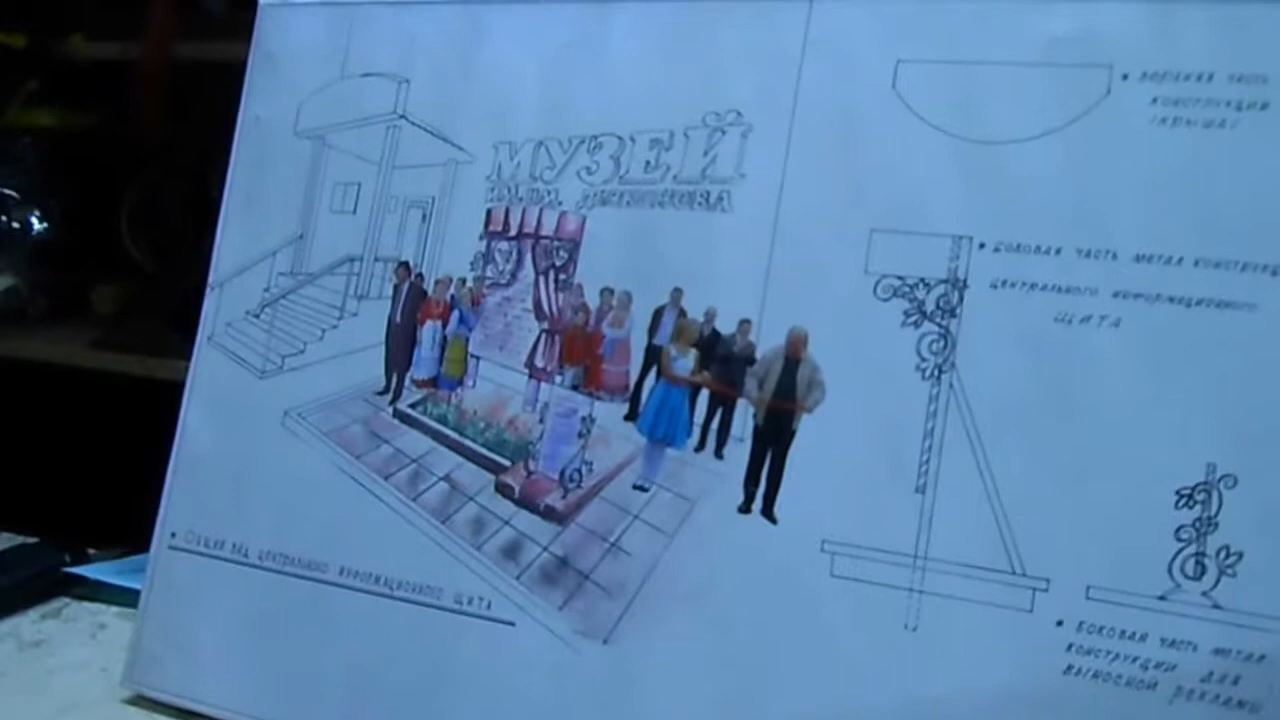 МУЗЕЙ
ИМ.
ОБЩИЙ ВИД ЦЕНТРАЛЬНОГО ИНФОРМАЦИОННОГО ЩИТА
ВЕРХНЯЯ ЧАСТЬ
КОНСТРУКЦИИ
(КРЫША)
БОКОВАЯ ЧАСТЬ МЕТАЛ КОНСТРУКЦ
ЦЕНТРАЛЬНОГО ИНФОРМАЦИОННОГО
ЩИТА
БОКОВАЯ ЧАСТЬ МЕТАЛ
КОНСТРУКЦИИ ДЛЯ
ВЫНОСНОЙ РЕКЛАМЫ